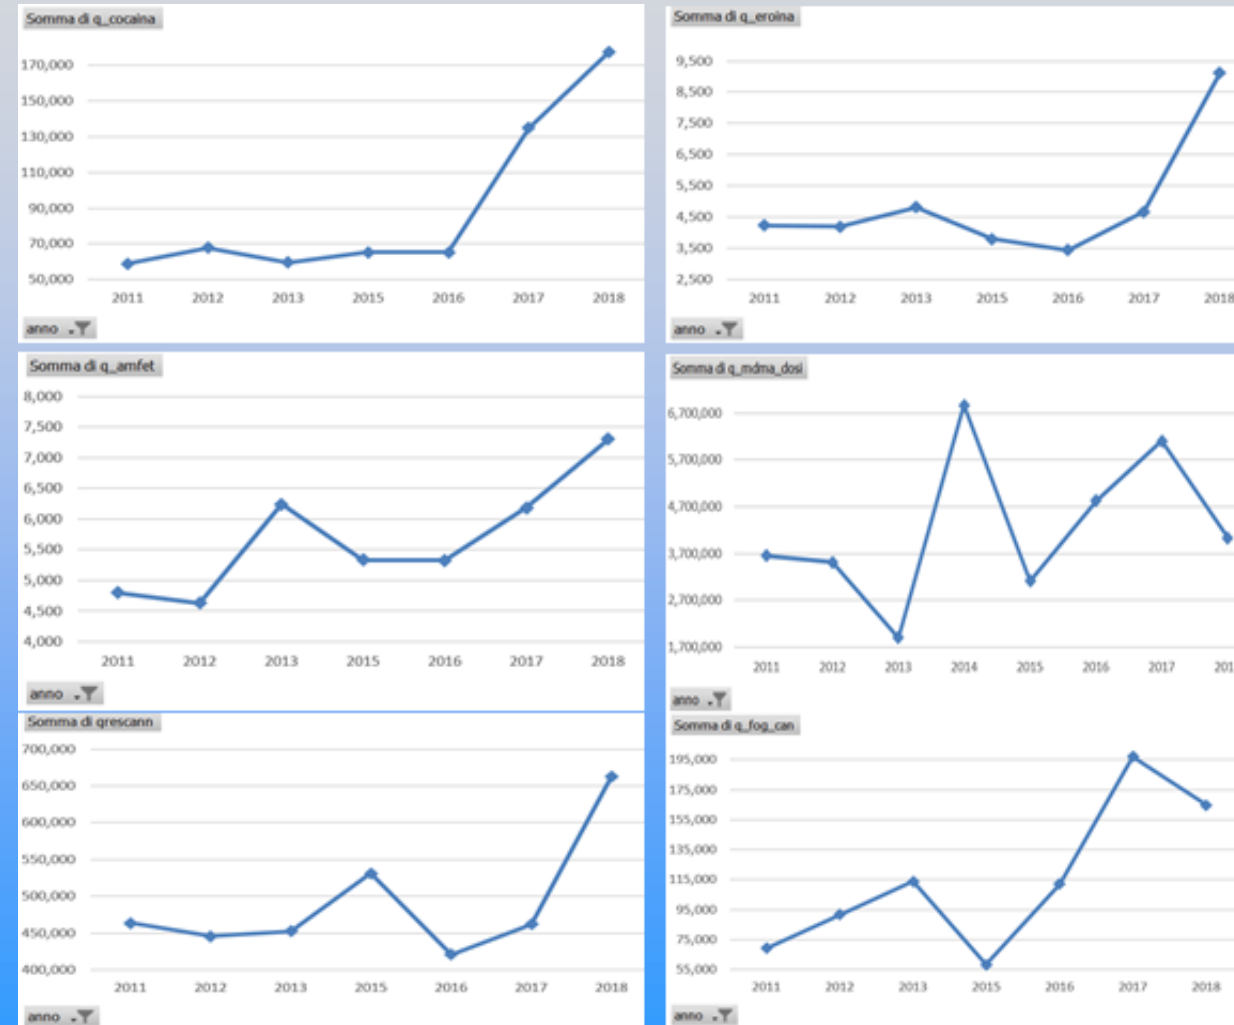 Somma di q_cocaina
170,000
150,000
130,000
110,000
90,000
70,000
50,000
2011 2012 2013 2015 2016 2017 2018
anno
Somma di q_eroina
9,500
8,500
7,500
6,500
5,500
4,500
3,500
2,500
2011 2012 2013 2015 2016 2017 2018
anno
Somma di q_amfet
8,000
7,500
7,000
6,500
6,000
5,500
5,000
4,500
4,000
2011 2012 2013 2015 2016 2017 2018
anno
Somma di q_mdma_dosi
6,700,000
5,700,000
4,700,000
3,700,000
2,700,000
1,700,000
2011 2012 2013 2014 2015 2016 2017 201
anno
Somma di qrescann
700,000
650,000
600,000
550,000
500,000
450,000
400,000
2011 2012 2013 2015 2016 2017 2018
anno
Somma di q_fog_can
195,000
175,000
155,000
135,000
115,000
95,000
75,000
55,000
2011 2012 2013 2015 2016 2017 2018
anno